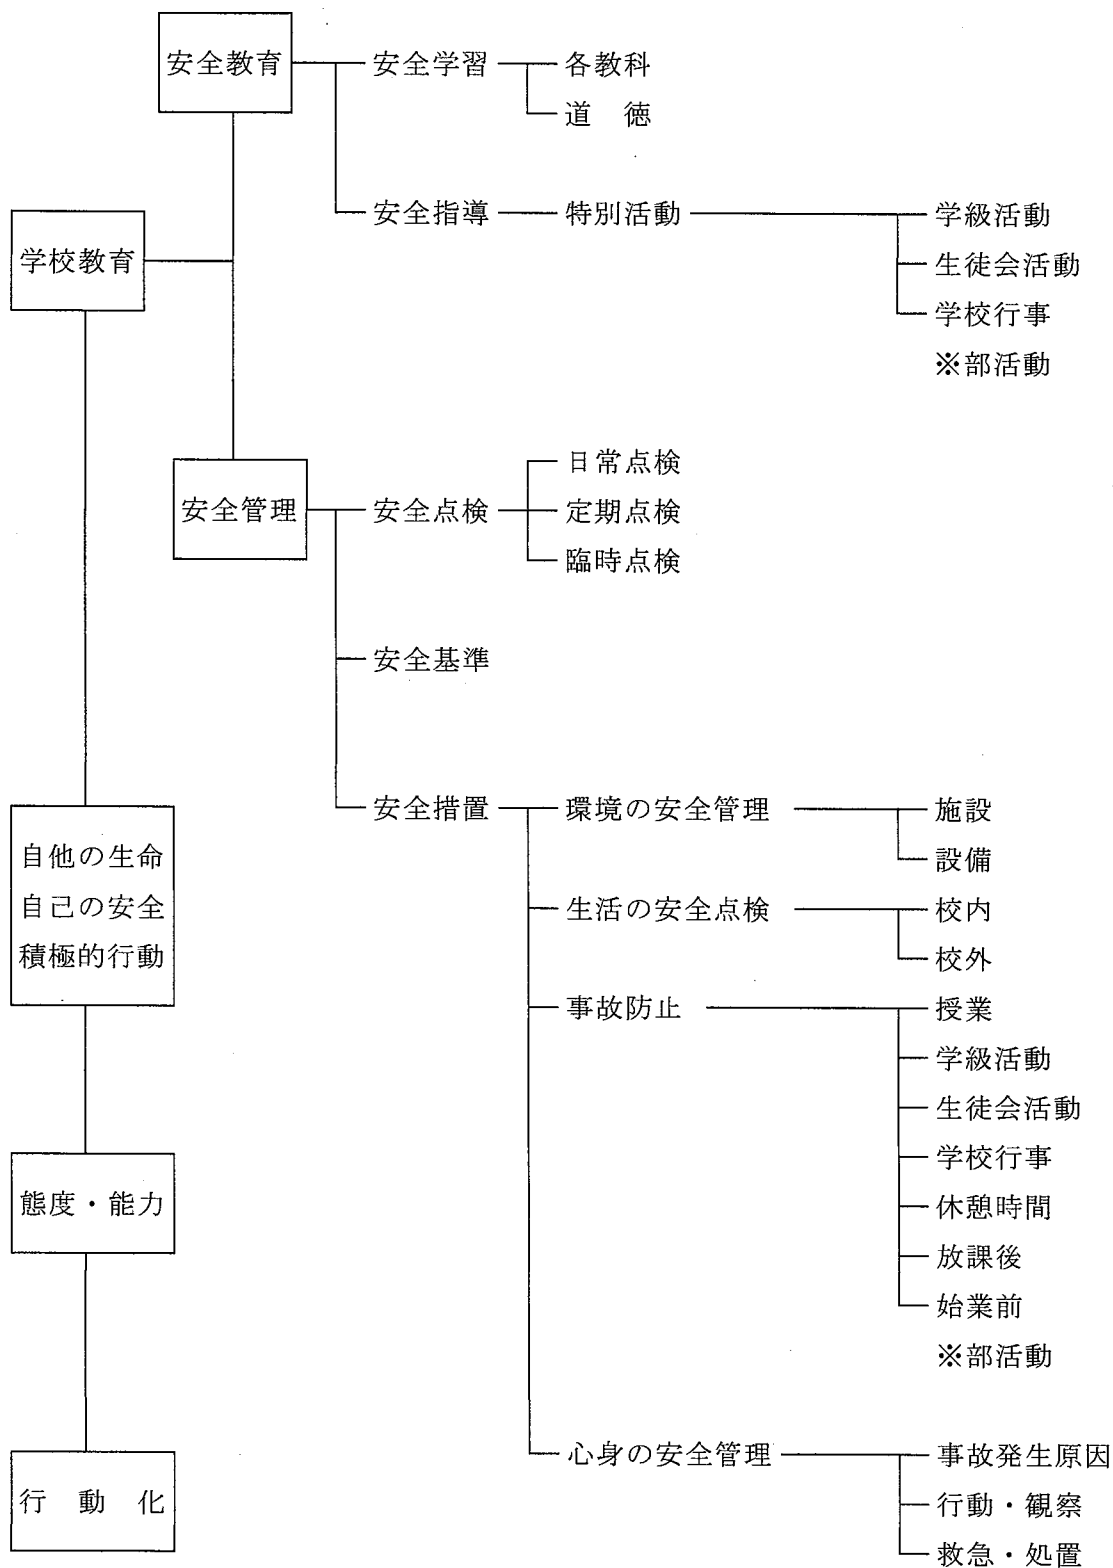 安全教育 安全学習 各教科
道 徳
安全指導 特別活動 学級活動
学校教育
生徒会活動
学校行事
※部活動
日常点検
安全管理 安全点検 定期点検
臨時点検
安全基準
安全措置 環境の安全管理 施設
自他の生命
設備
自己の安全 生活の安全点検 校内
積極的行動
校外
事故防止 授業
学級活動
生徒会活動
学校行事
態度・能力 休憩時間
放課後
始業前
※部活動
心身の安全管理 事故発生原因
行 動 化 行動・観察
救急・処置